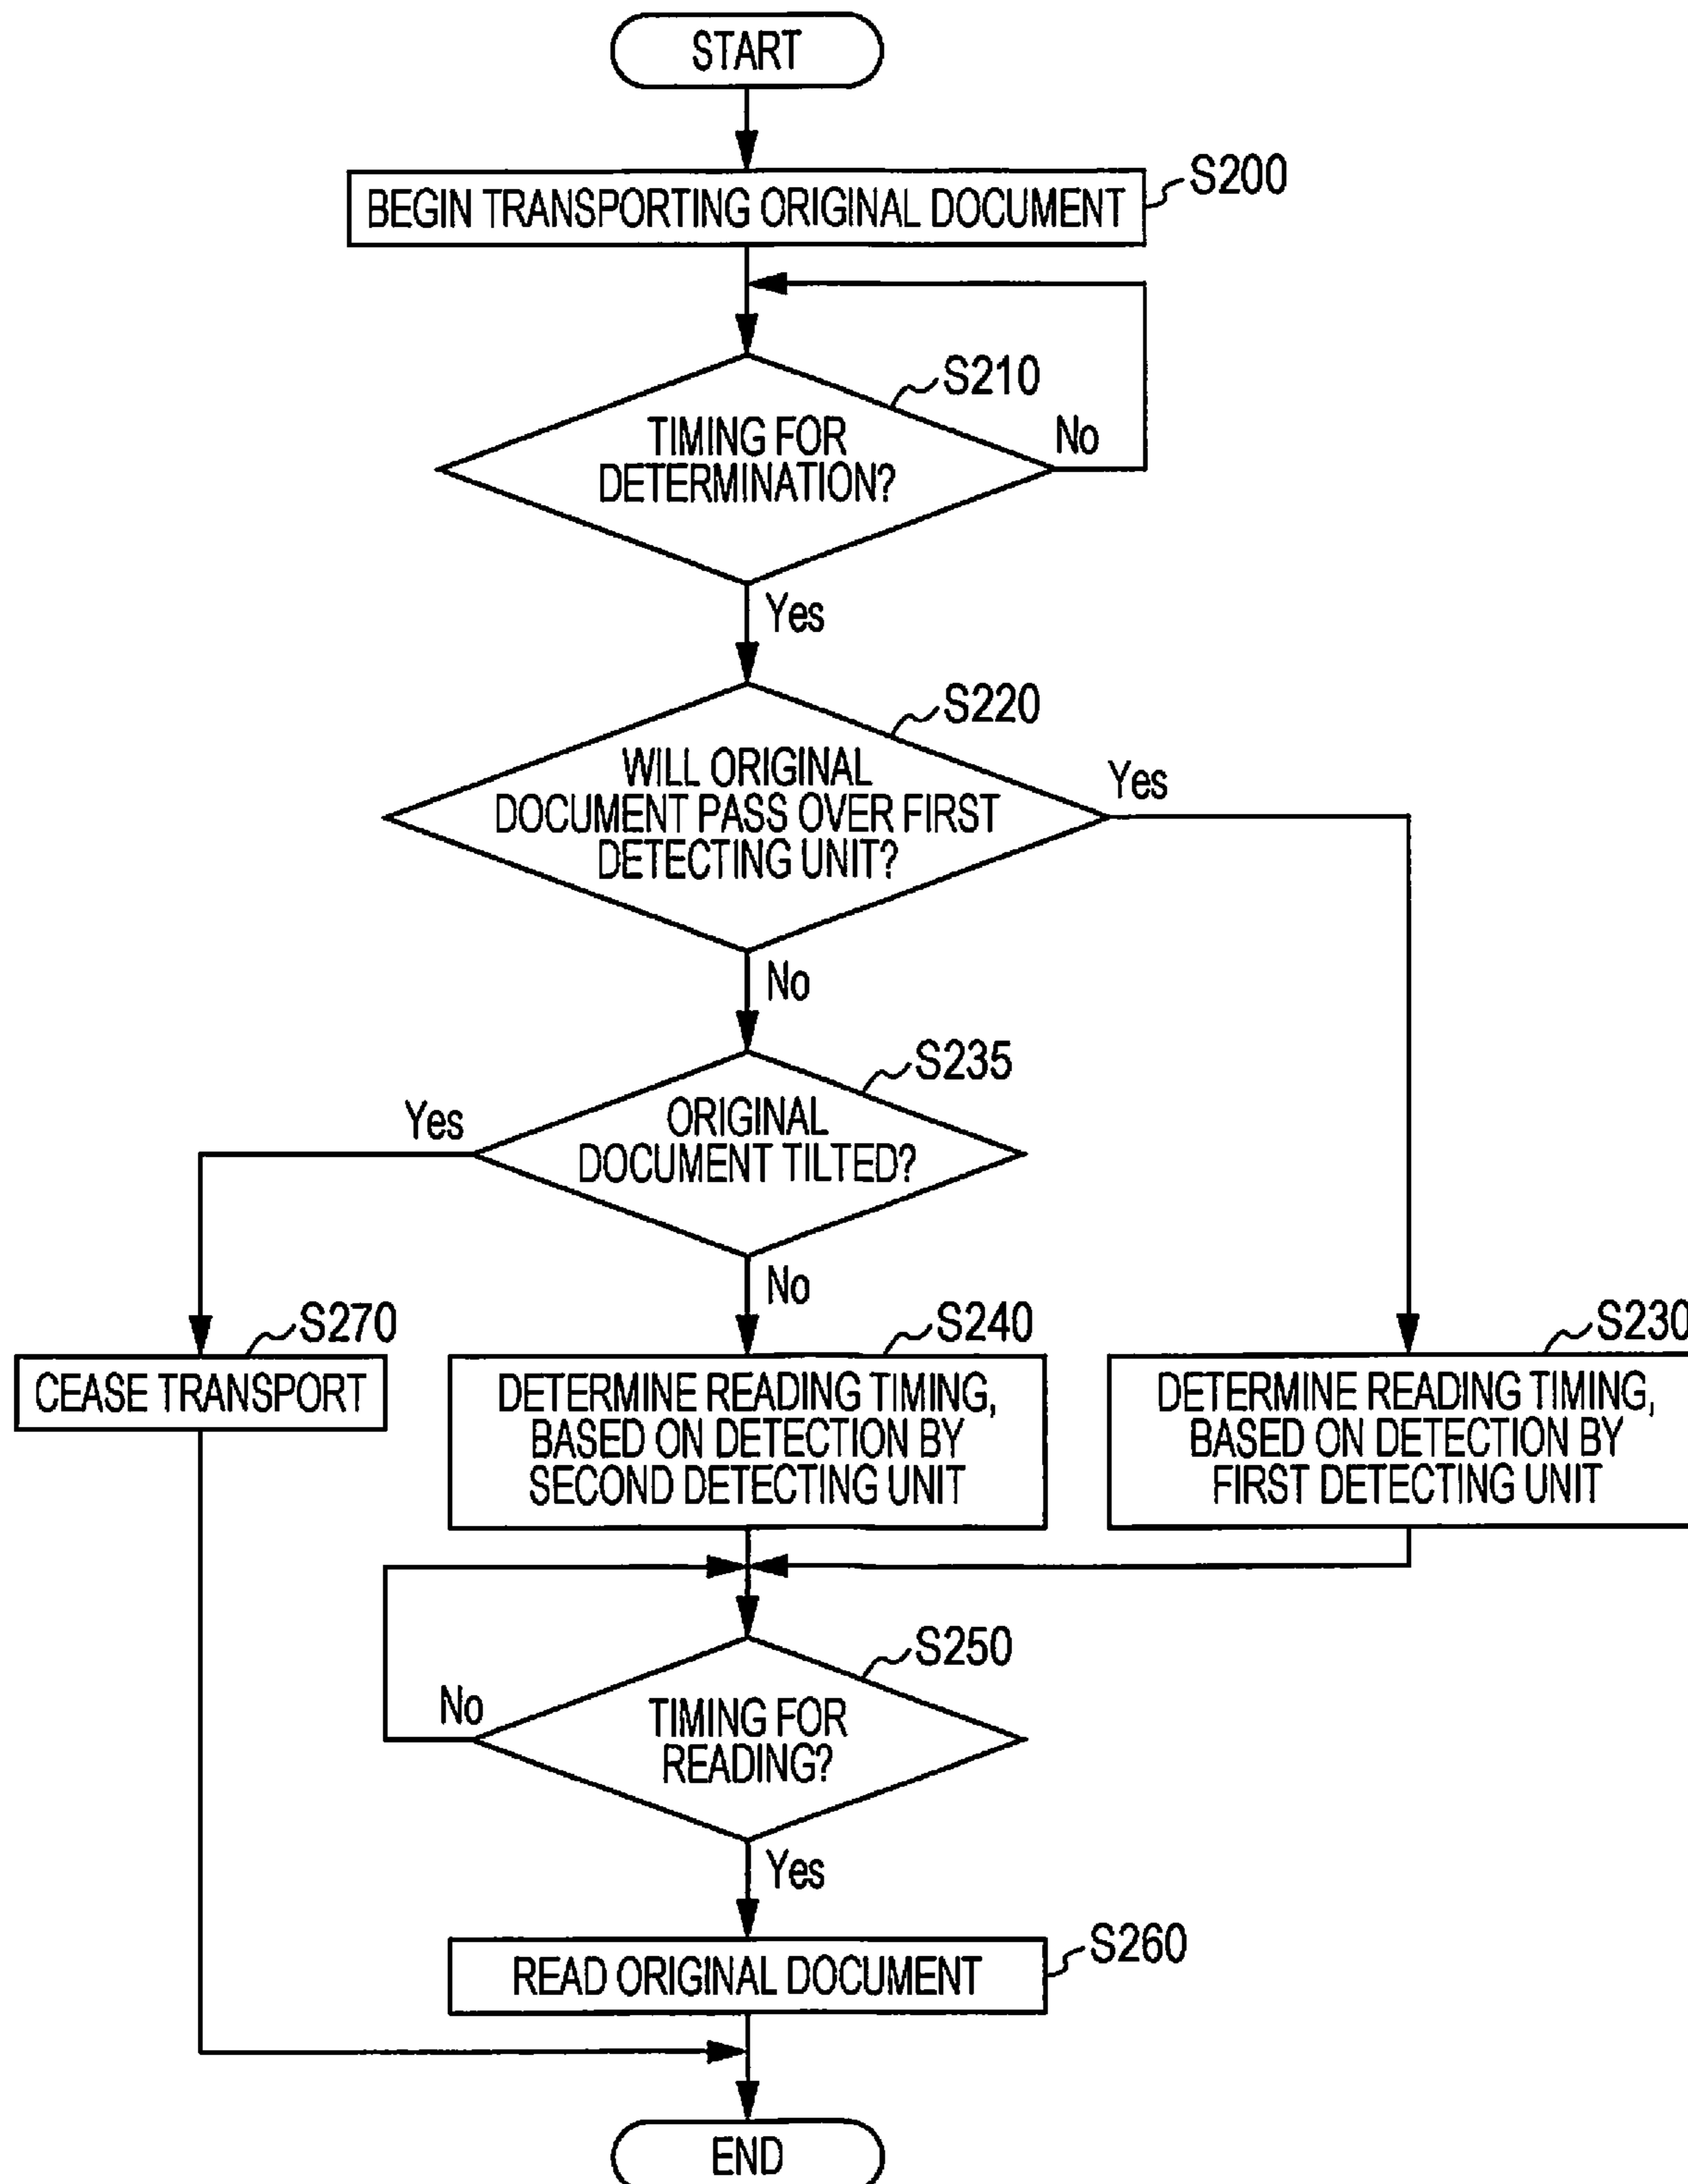 START
BEGIN TRANSPORTING ORIGINAL DOCUMENT
S200
S210
TIMING FOR
DETERMINATION?
No
Yes
S220
WILL ORIGINAL
DOCUMENT PASS OVER FIRST
DETECTING UNIT?
Yes
No
S235
ORIGINAL
DOCUMENT TILTED?
Yes
No
S270
CEASE TRANSPORT
S240
DETERMINE READING TIMING,
BASED ON DETECTION BY
SECOND DETECTING UNIT
S230
DETERMINE READING TIMING,
BASED ON DETECTION BY
FIRST DETECTING UNIT
S250
TIMING FOR
READING?
No
Yes
S260
READ ORIGINAL DOCUMENT
END